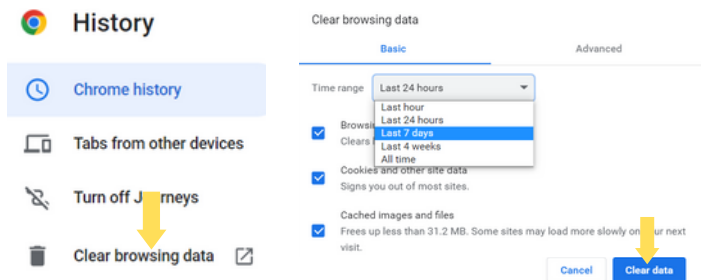 History
Chrome history
Tabs from other devices
Turn off Journeys
Clear browsing data
Clear browsing data
Basic Advanced
Time range Last 24 hours
Last hour
Last 24 hours
Last 7 days
Last 4 weeks
All time
Clears
Cookies and other site data
Signs you out of most sites.
Cached images and files
Frees up less than 31.2 MB. Some sites may load more slowly on your next
visit.
Cancel Clear data